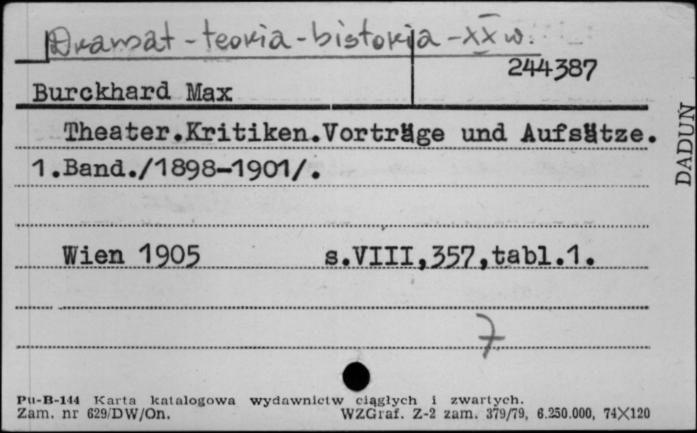 Dramat - teoria - historia - XX w.
244387
Burckhard Max
Theater.Kritiken.Vorträge und Aufsätze.
1.Band./1898-1901/.
Wien 1905 s.VIII,357,tabl.1.
7
Pu-B-144 Karta katalogowa wydawnictw ciągłych i zwartych.
Zam. nr 629/DW/On. WZGraf. Z-2 zam. 379/79, 6.250.000, 74×120
DADUN